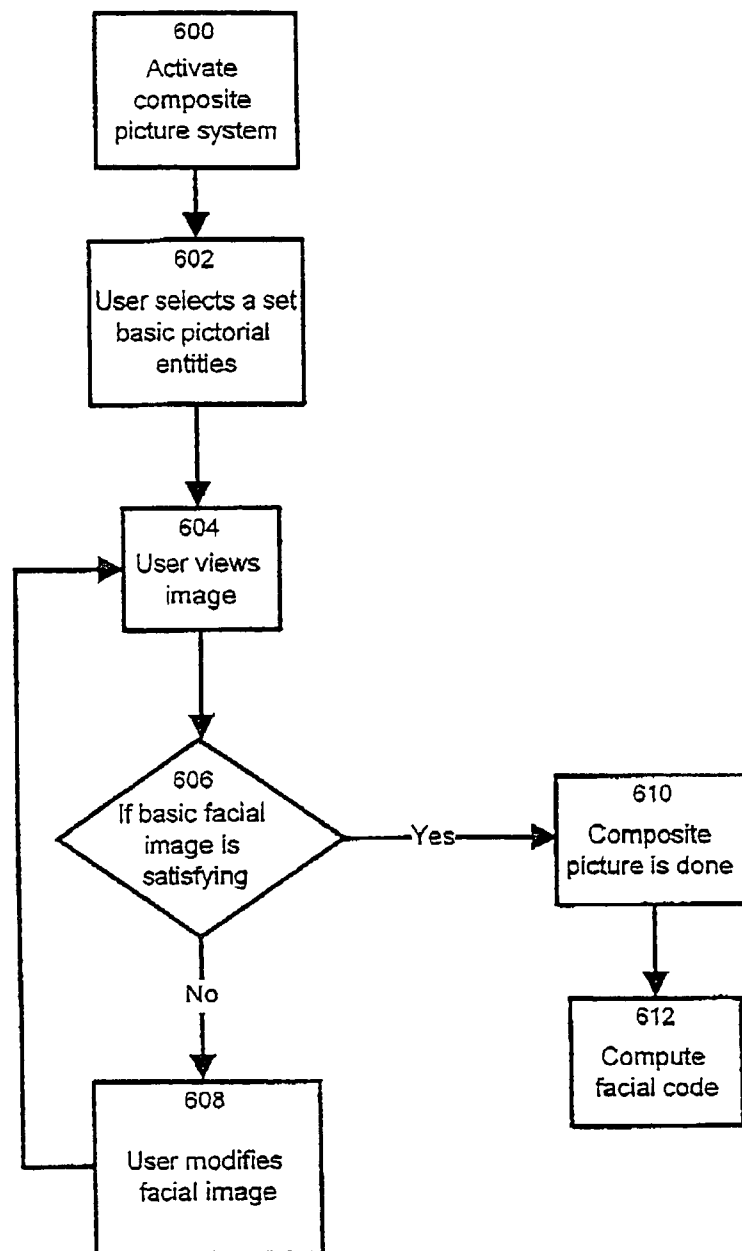 600
Activate
composite
picture system
602
User selects a set
basic pictorial
entities
604
User views
image
606
If basic facial
image is
satisfying
Yes
610
Composite
picture is done
612
Compute
facial code
No
608
User modifies
facial image